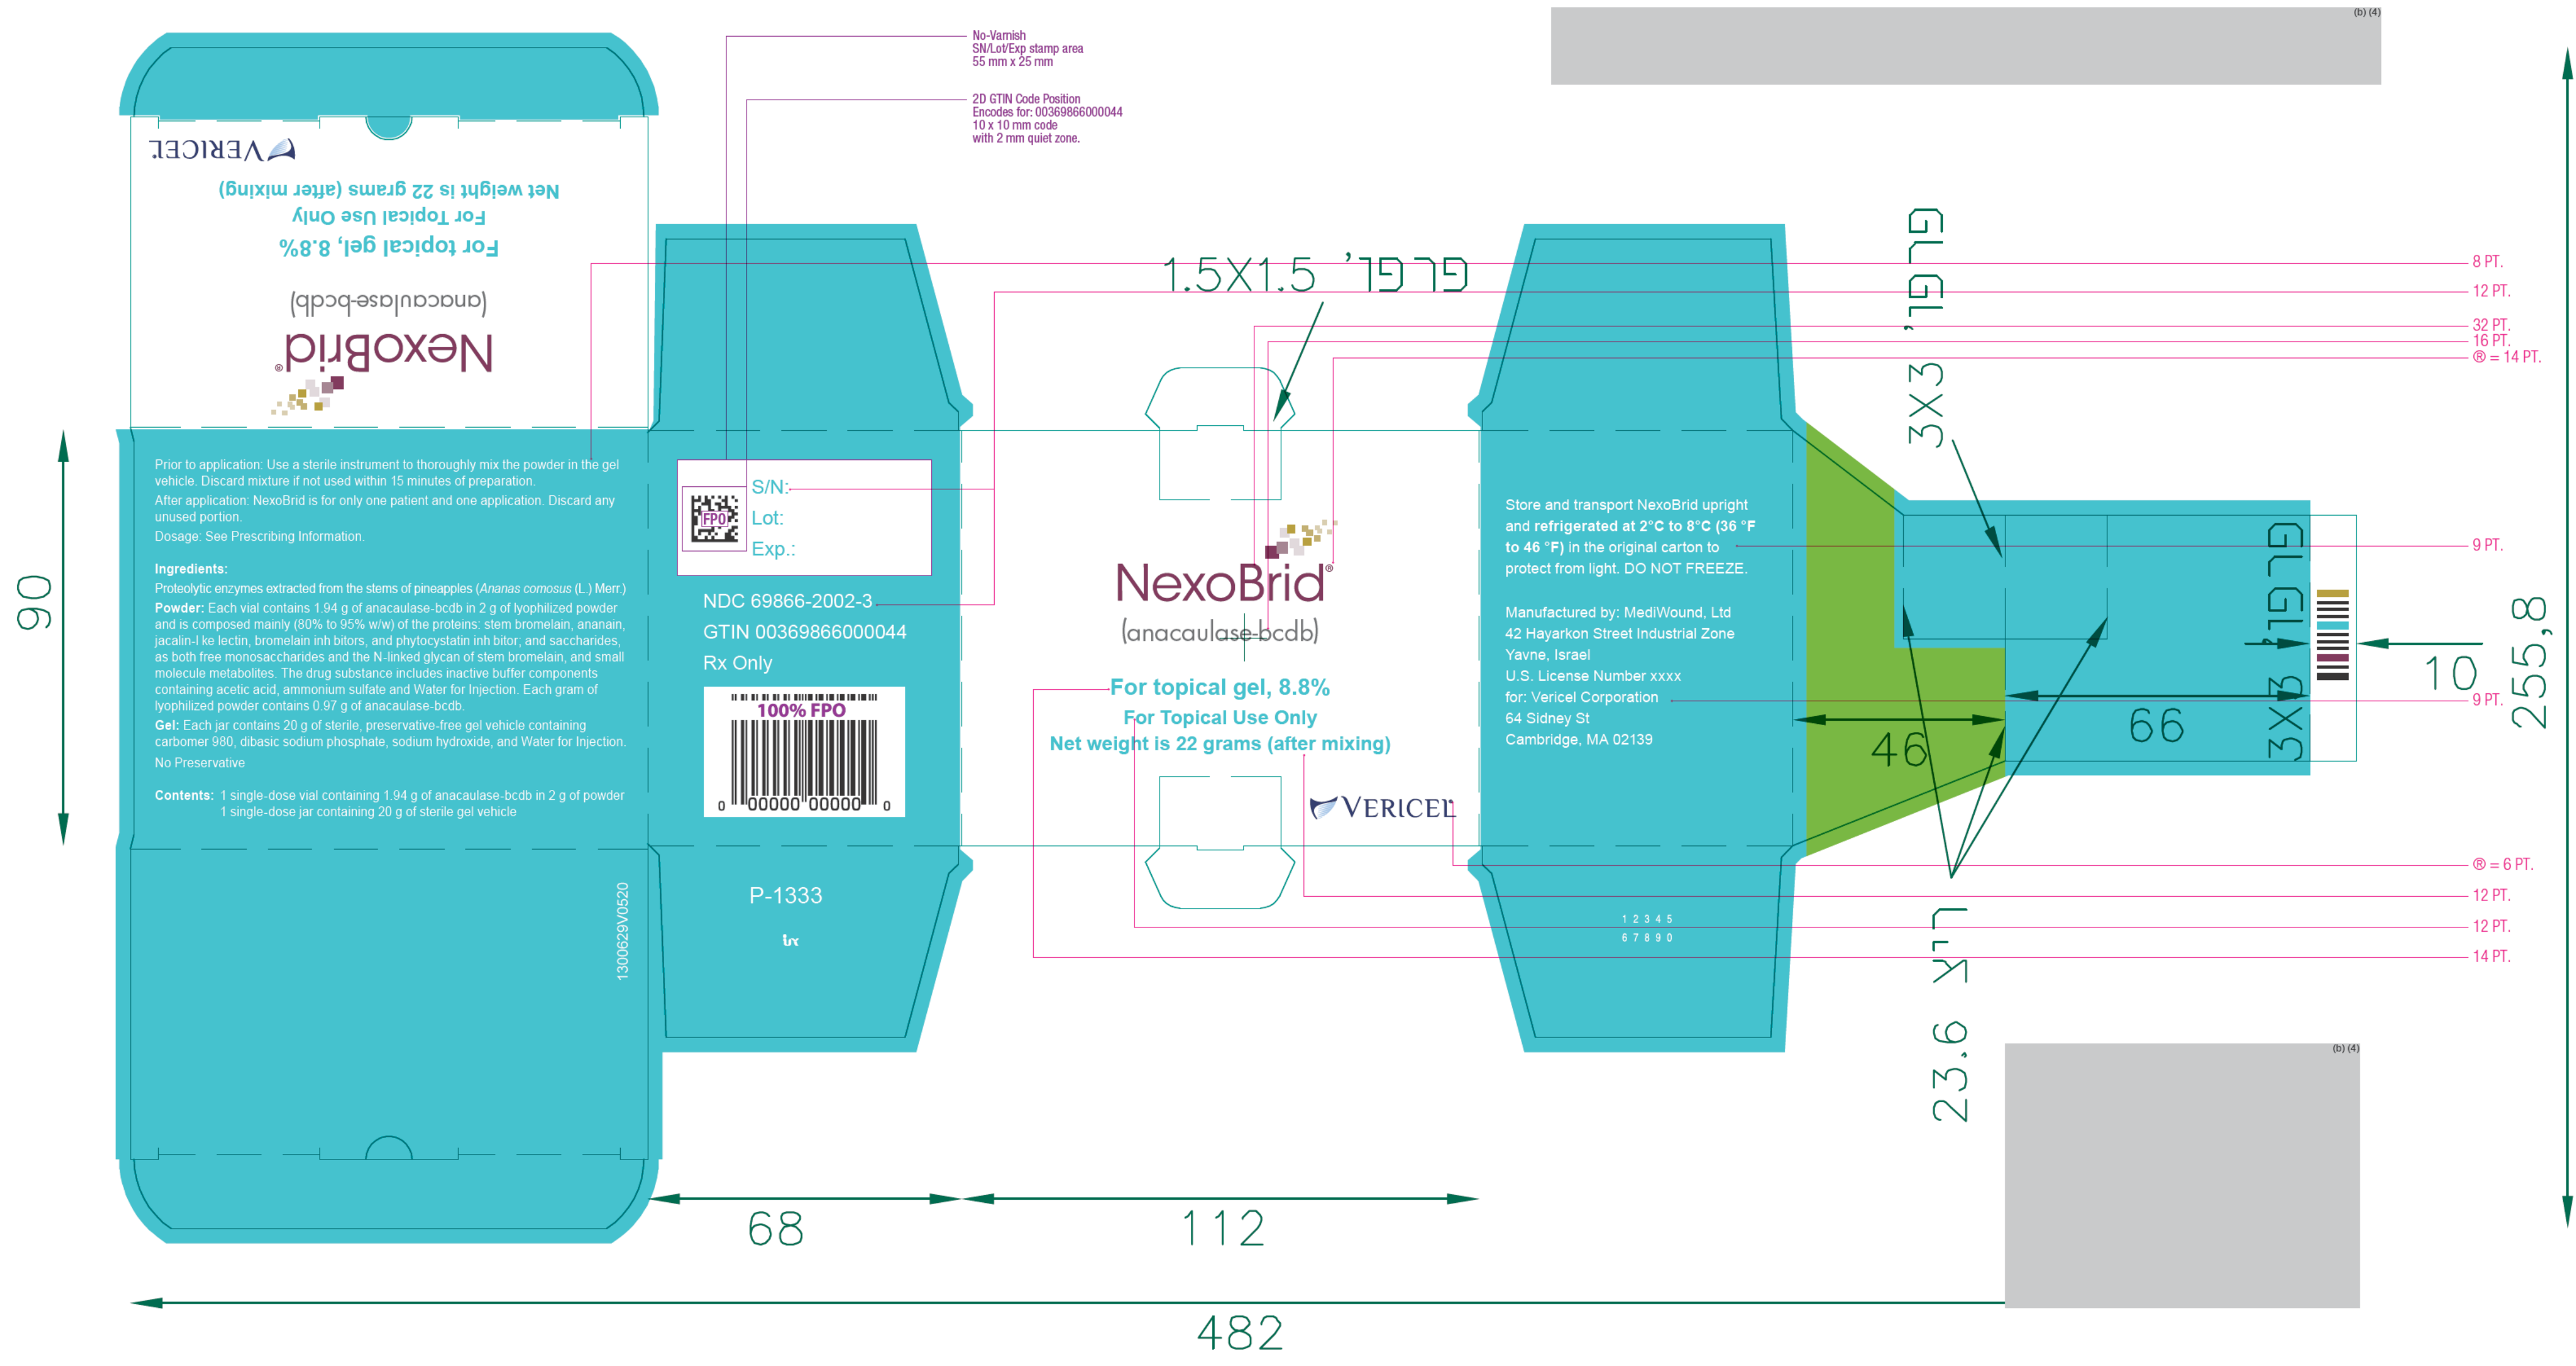 (b) (4)
No-Varnish
SN/Lot/Exp stamp area
55 mm x 25 mm
2D GTIN Code Position
Encodes for: 00369866000044
10 x 10 mm code
with 2 mm quiet zone.
VERICEL
Net weight is 22 grams (after mixing)
For Topical Use Only
For topical gel, 8.8%
(anacaulase-bcdb)
NexoBrid®
Prior to application: Use a sterile instrument to thoroughly mix the powder in the gel
vehicle. Discard mixture if not used within 15 minutes of preparation.
After application: NexoBrid is for only one patient and one application. Discard any
unused portion.
Dosage: See Prescribing Information.
Ingredients:
Proteolytic enzymes extracted from the stems of pineapples (Ananas comosus (L.) Merr.)
Powder: Each vial contains 1.94 g of anacaulase-bcdb in 2 g of lyophilized powder
and is composed mainly (80% to 95% w/w) of the proteins: stem bromelain, ananain,
jacalin-l ke lectin, bromelain inh bitors, and phytocystatin inh bitor; and saccharides,
as both free monosaccharides and the N-linked glycan of stem bromelain, and small
molecule metabolites. The drug substance includes inactive buffer components
containing acetic acid, ammonium sulfate and Water for Injection. Each gram of
lyophilized powder contains 0.97 g of anacaulase-bcdb.
Gel: Each jar contains 20 g of sterile, preservative-free gel vehicle containing
carbomer 980, dibasic sodium phosphate, sodium hydroxide, and Water for Injection.
No Preservative
Contents: 1 single-dose vial containing 1.94 g of anacaulase-bcdb in 2 g of powder
1 single-dose jar containing 20 g of sterile gel vehicle
1300629V0520
90
FPO
S/N:
Lot:
Exp.:
NDC 69866-2002-3
GTIN 00369866000044
Rx Only
100% FPO
0 00000 00000 0
P-1333
1.5X1.5 גלגל,
NexoBrid®
(anacaulase-bcdb)
For topical gel, 8.8%
For Topical Use Only
Net weight is 22 grams (after mixing)
VERICEL
Store and transport NexoBrid upright
and refrigerated at 2°C to 8°C (36 °F
to 46 °F) in the original carton to
protect from light. DO NOT FREEZE.
Manufactured by: MediWound, Ltd
42 Hayarkon Street Industrial Zone
Yavne, Israel
U.S. License Number xxxx
for: Vericel Corporation
64 Sidney St
Cambridge, MA 02139
1 2 3 4 5
6 7 8 9 0
3X3 גלגל,
3X3 גלגל,
46
66
10
255,8
23,6
8 PT.
12 PT.
32 PT.
16 PT.
® = 14 PT.
9 PT.
9 PT.
® = 6 PT.
12 PT.
12 PT.
14 PT.
(b) (4)
68
112
482